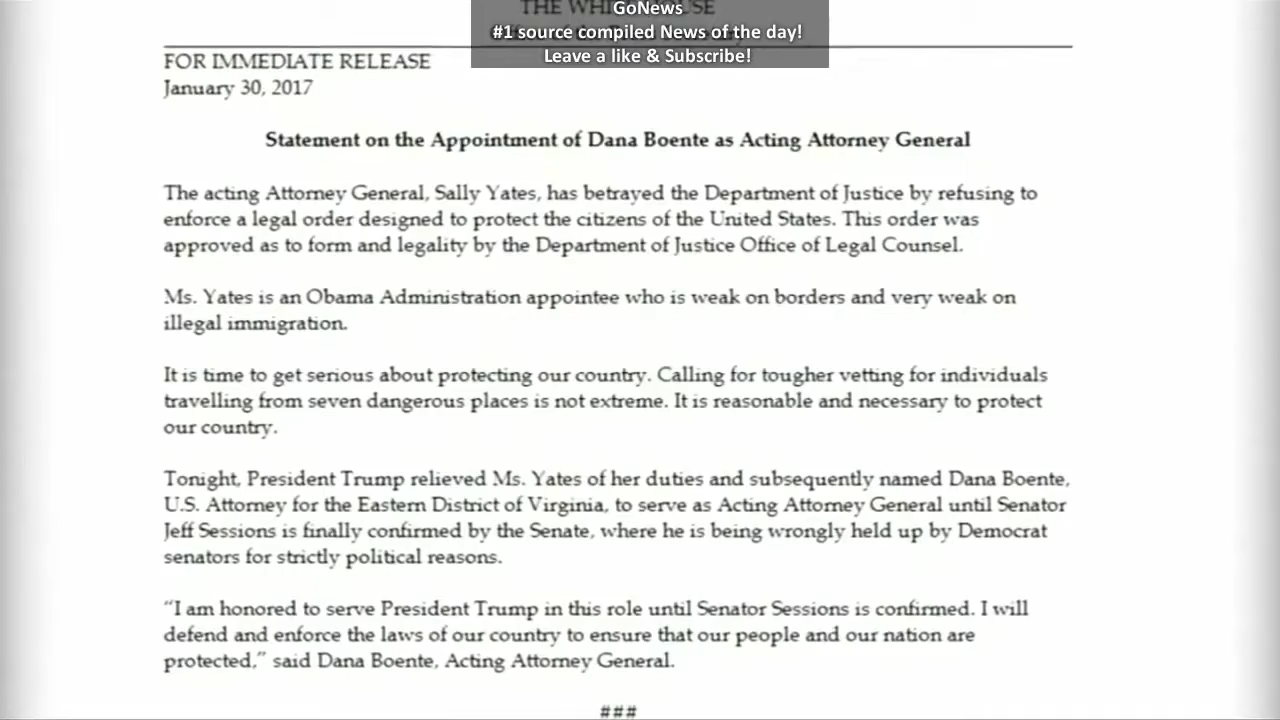 THE WHITE HOUSE
GoNews
#1 source compiled News of the day!
Leave a like & Subscribe!
FOR IMMEDIATE RELEASE
January 30, 2017
Statement on the Appointment of Dana Boente as Acting Attorney General
The acting Attorney General, Sally Yates, has betrayed the Department of Justice by refusing to
enforce a legal order designed to protect the citizens of the United States. This order was
approved as to form and legality by the Department of Justice Office of Legal Counsel.
Ms. Yates is an Obama Administration appointee who is weak on borders and very weak on
illegal immigration.
It is time to get serious about protecting our country. Calling for tougher vetting for individuals
travelling from seven dangerous places is not extreme. It is reasonable and necessary to protect
our country.
Tonight, President Trump relieved Ms. Yates of her duties and subsequently named Dana Boente,
U.S. Attorney for the Eastern District of Virginia, to serve as Acting Attorney General until Senator
Jeff Sessions is finally confirmed by the Senate, where he is being wrongly held up by Democrat
senators for strictly political reasons.
“I am honored to serve President Trump in this role until Senator Sessions is confirmed. I will
defend and enforce the laws of our country to ensure that our people and our nation are
protected,” said Dana Boente, Acting Attorney General.
###